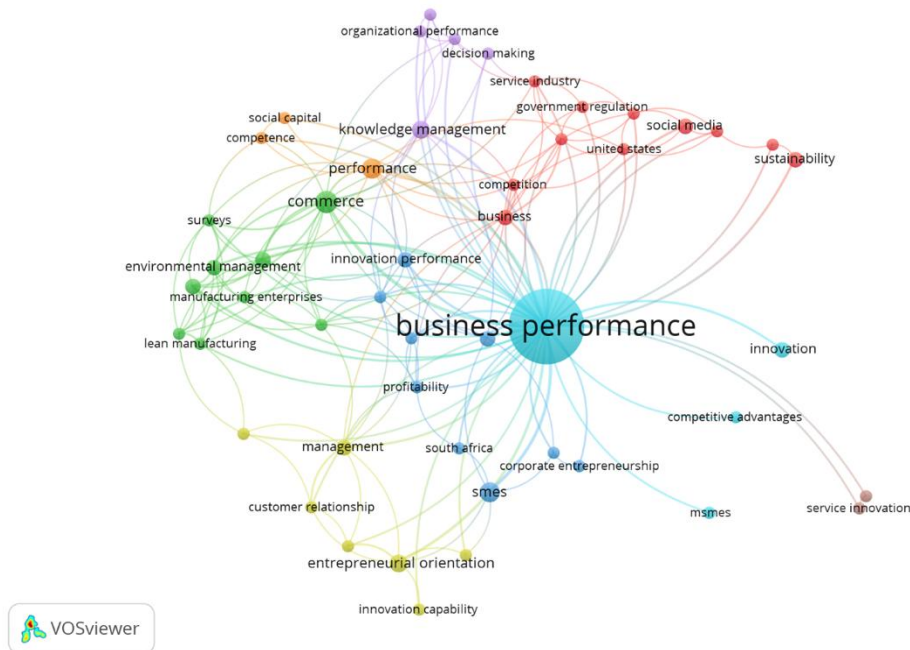 organizational performance
decision making
service industry
government regulation
social capital
knowledge management
social media
competence
united states
sustainability
performance
competition
commerce
business
surveys
innovation performance
environmental management
manufacturing enterprises
business performance
lean manufacturing
innovation
profitability
competitive advantages
management
south africa
corporate entrepreneurship
smes
customer relationship
service innovation
msmes
entrepreneurial orientation
innovation capability
VOSviewer